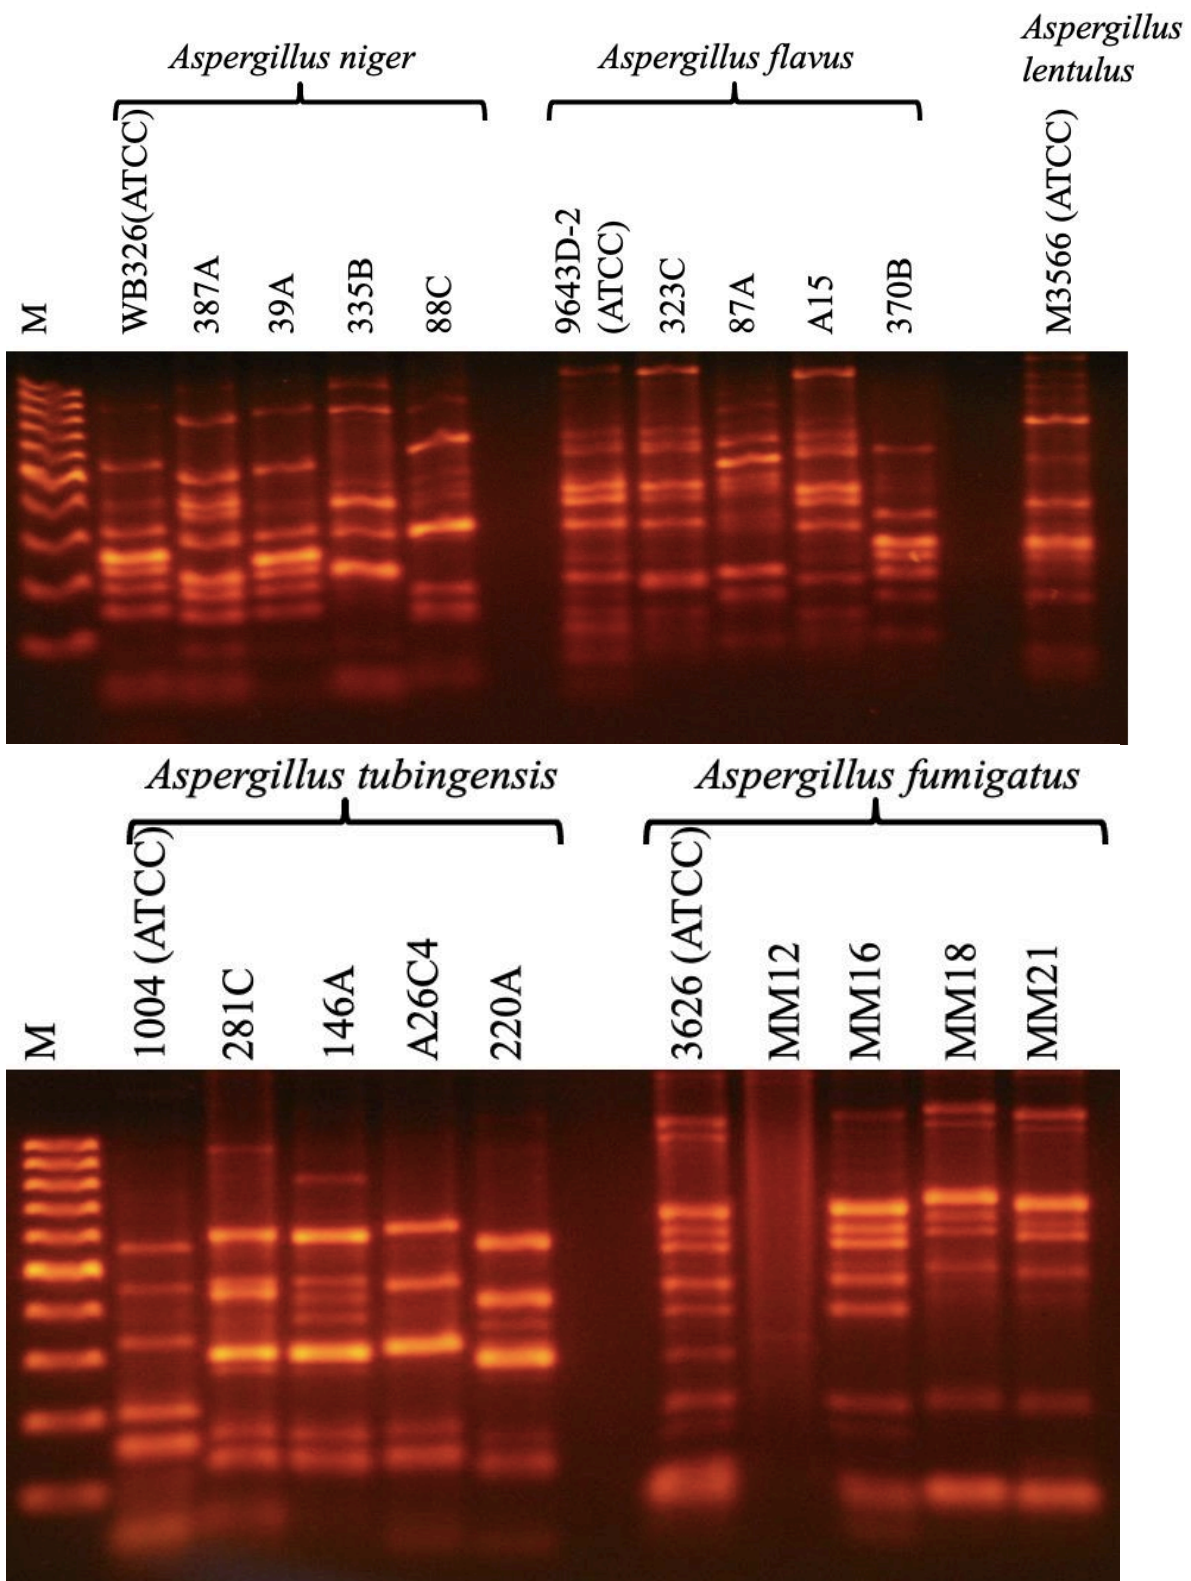 Aspergillus niger
Aspergillus flavus
Aspergillus
lentulus
M
WB326(ATCC)
387A
39A
335B
88C
9643D-2
(ATCC)
323C
87A
A15
370B
M3566 (ATCC)
Aspergillus tubingensis
Aspergillus fumigatus
M
1004 (ATCC)
281C
146A
A26C4
220A
3626 (ATCC)
MM12
MM16
MM18
MM21